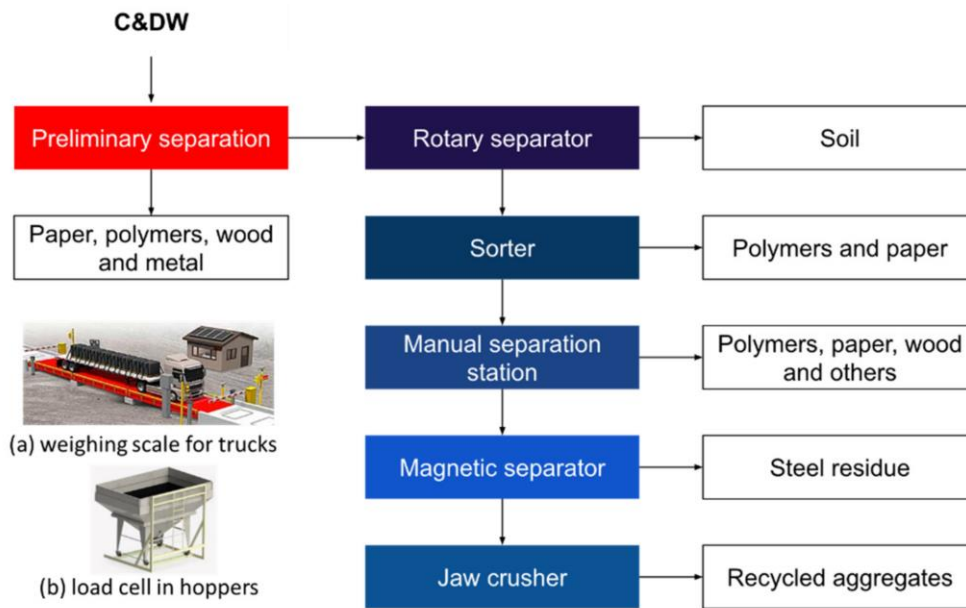 C&DW
Preliminary separation
Rotary separator
Soil
Paper, polymers, wood
and metal
Sorter
Polymers and paper
Manual separation
station
Polymers, paper, wood
and others
(a) weighing scale for trucks
Magnetic separator
Steel residue
(b) load cell in hoppers
Jaw crusher
Recycled aggregates